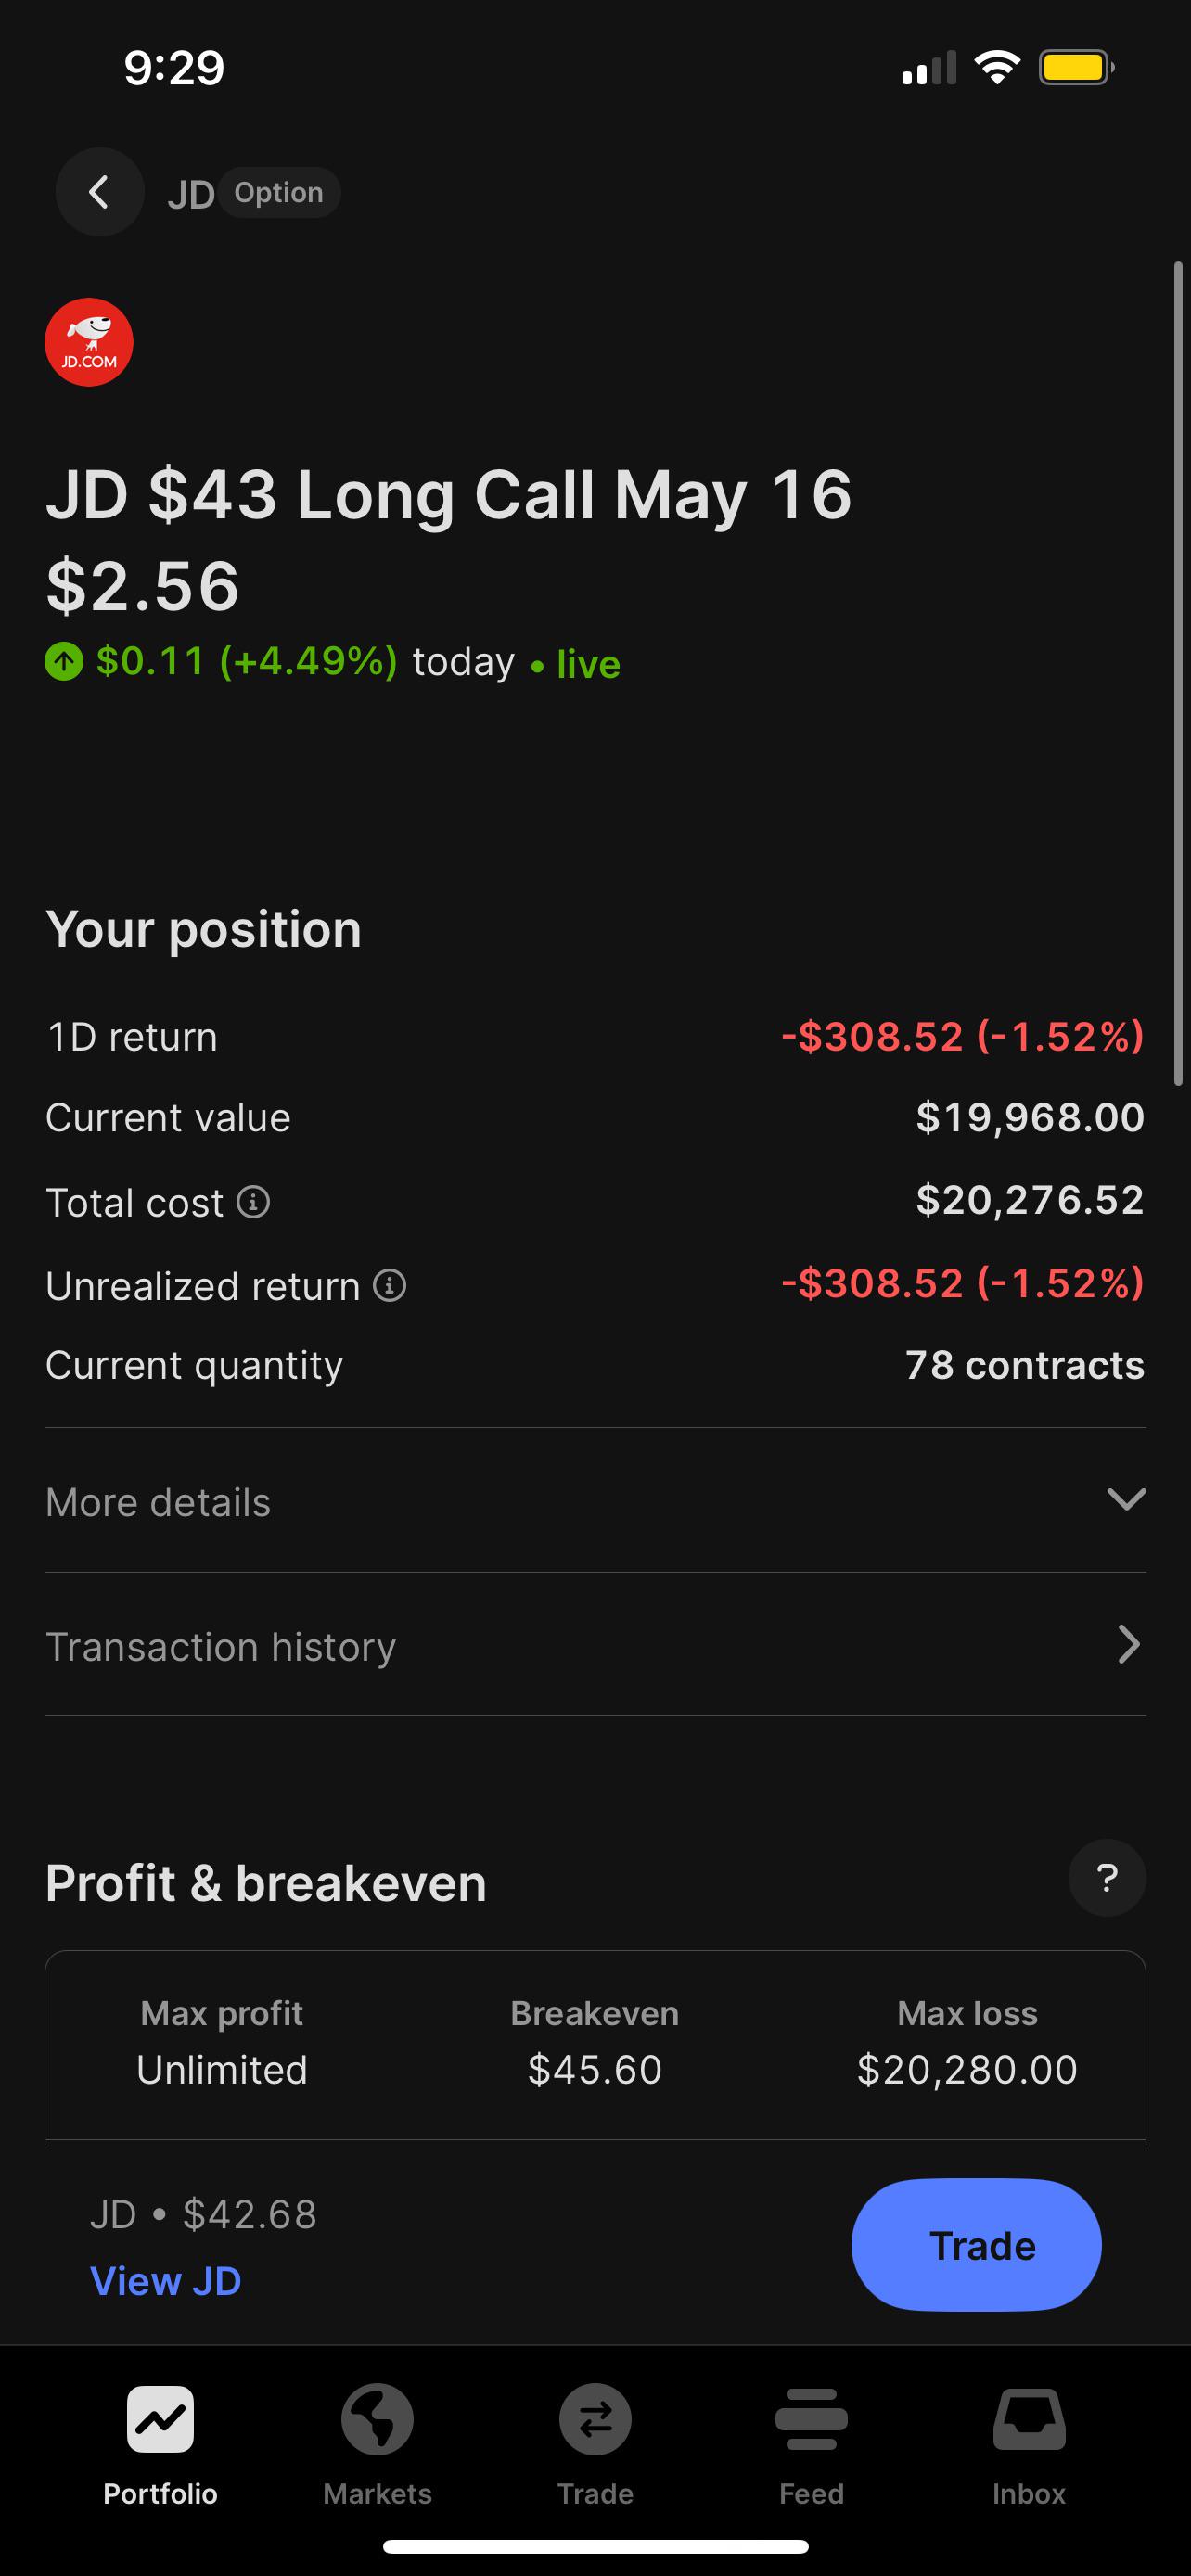 9:29
JD Option
JD.COM
JD $43 Long Call May 16
$2.56
$0.11 (+4.49%) today • live
Your position
1D return -$308.52 (-1.52%)
Current value $19,968.00
Total cost $20,276.52
Unrealized return -$308.52 (-1.52%)
Current quantity 78 contracts
More details
Transaction history
Profit & breakeven ?
Max profit Breakeven Max loss
Unlimited $45.60 $20,280.00
JD • $42.68
View JD
Trade
Portfolio Markets Trade Feed Inbox